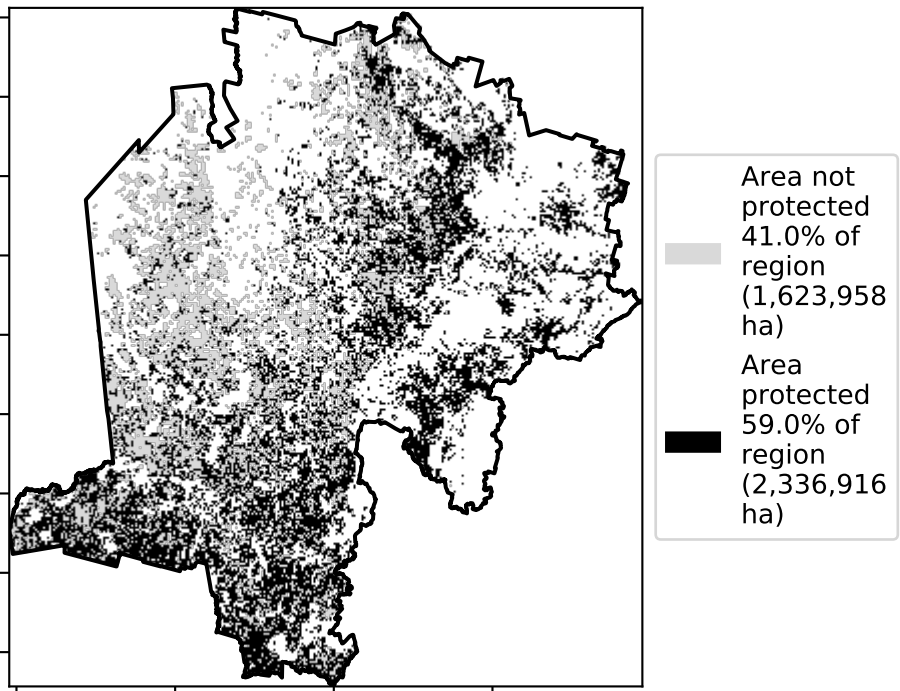 Area not
protected
41.0% of
region
(1,623,958
ha)
Area
protected
59.0% of
region
(2,336,916
ha)